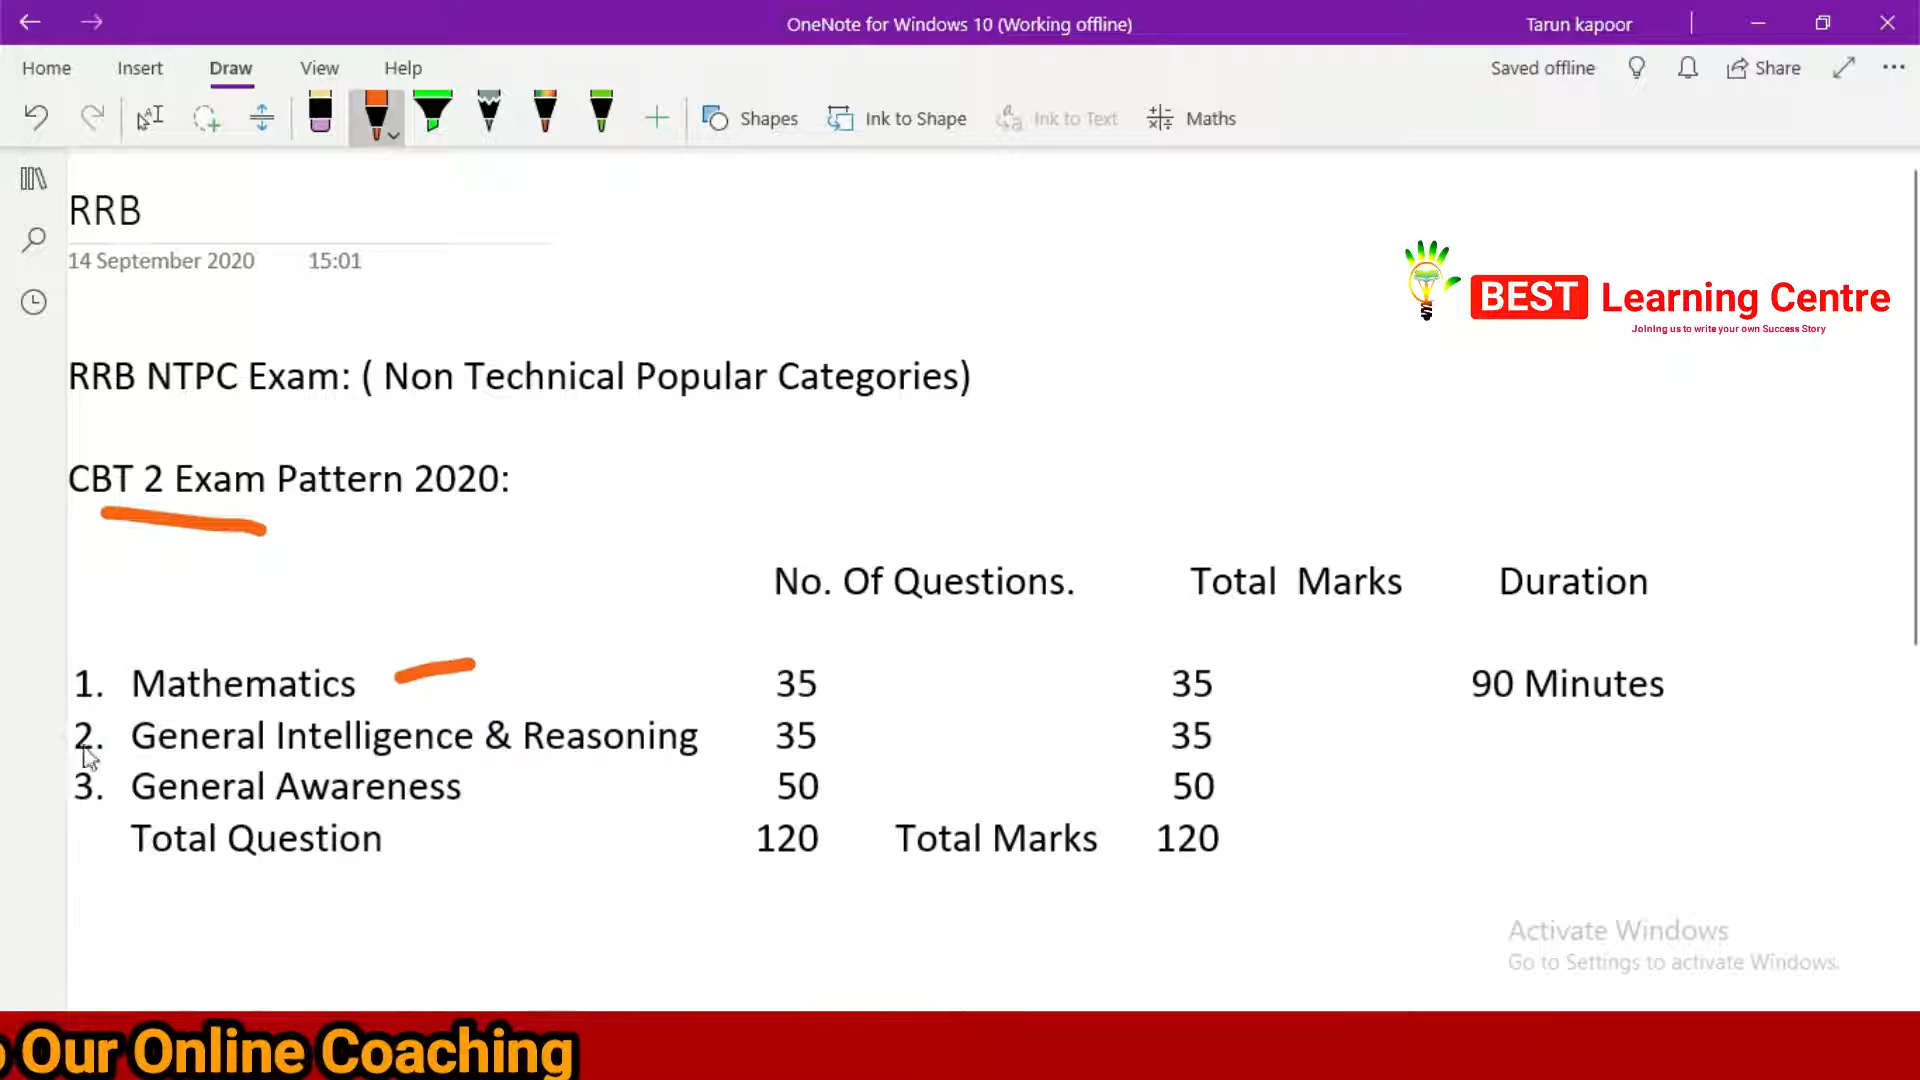 OneNote for Windows 10 (Working offline)
Tarun kapoor
Home Insert Draw View Help
Saved offline
Share
Shapes Ink to Shape Ink to Text Maths
RRB
14 September 2020 15:01
BEST Learning Centre
Joining us to write your own Success Story
RRB NTPC Exam: ( Non Technical Popular Categories)
CBT 2 Exam Pattern 2020:
No. Of Questions. Total Marks Duration
1. Mathematics 35 35 90 Minutes
2. General Intelligence & Reasoning 35 35
3. General Awareness 50 50
Total Question 120 Total Marks 120
Activate Windows
Go to Settings to activate Windows.
Our Online Coaching